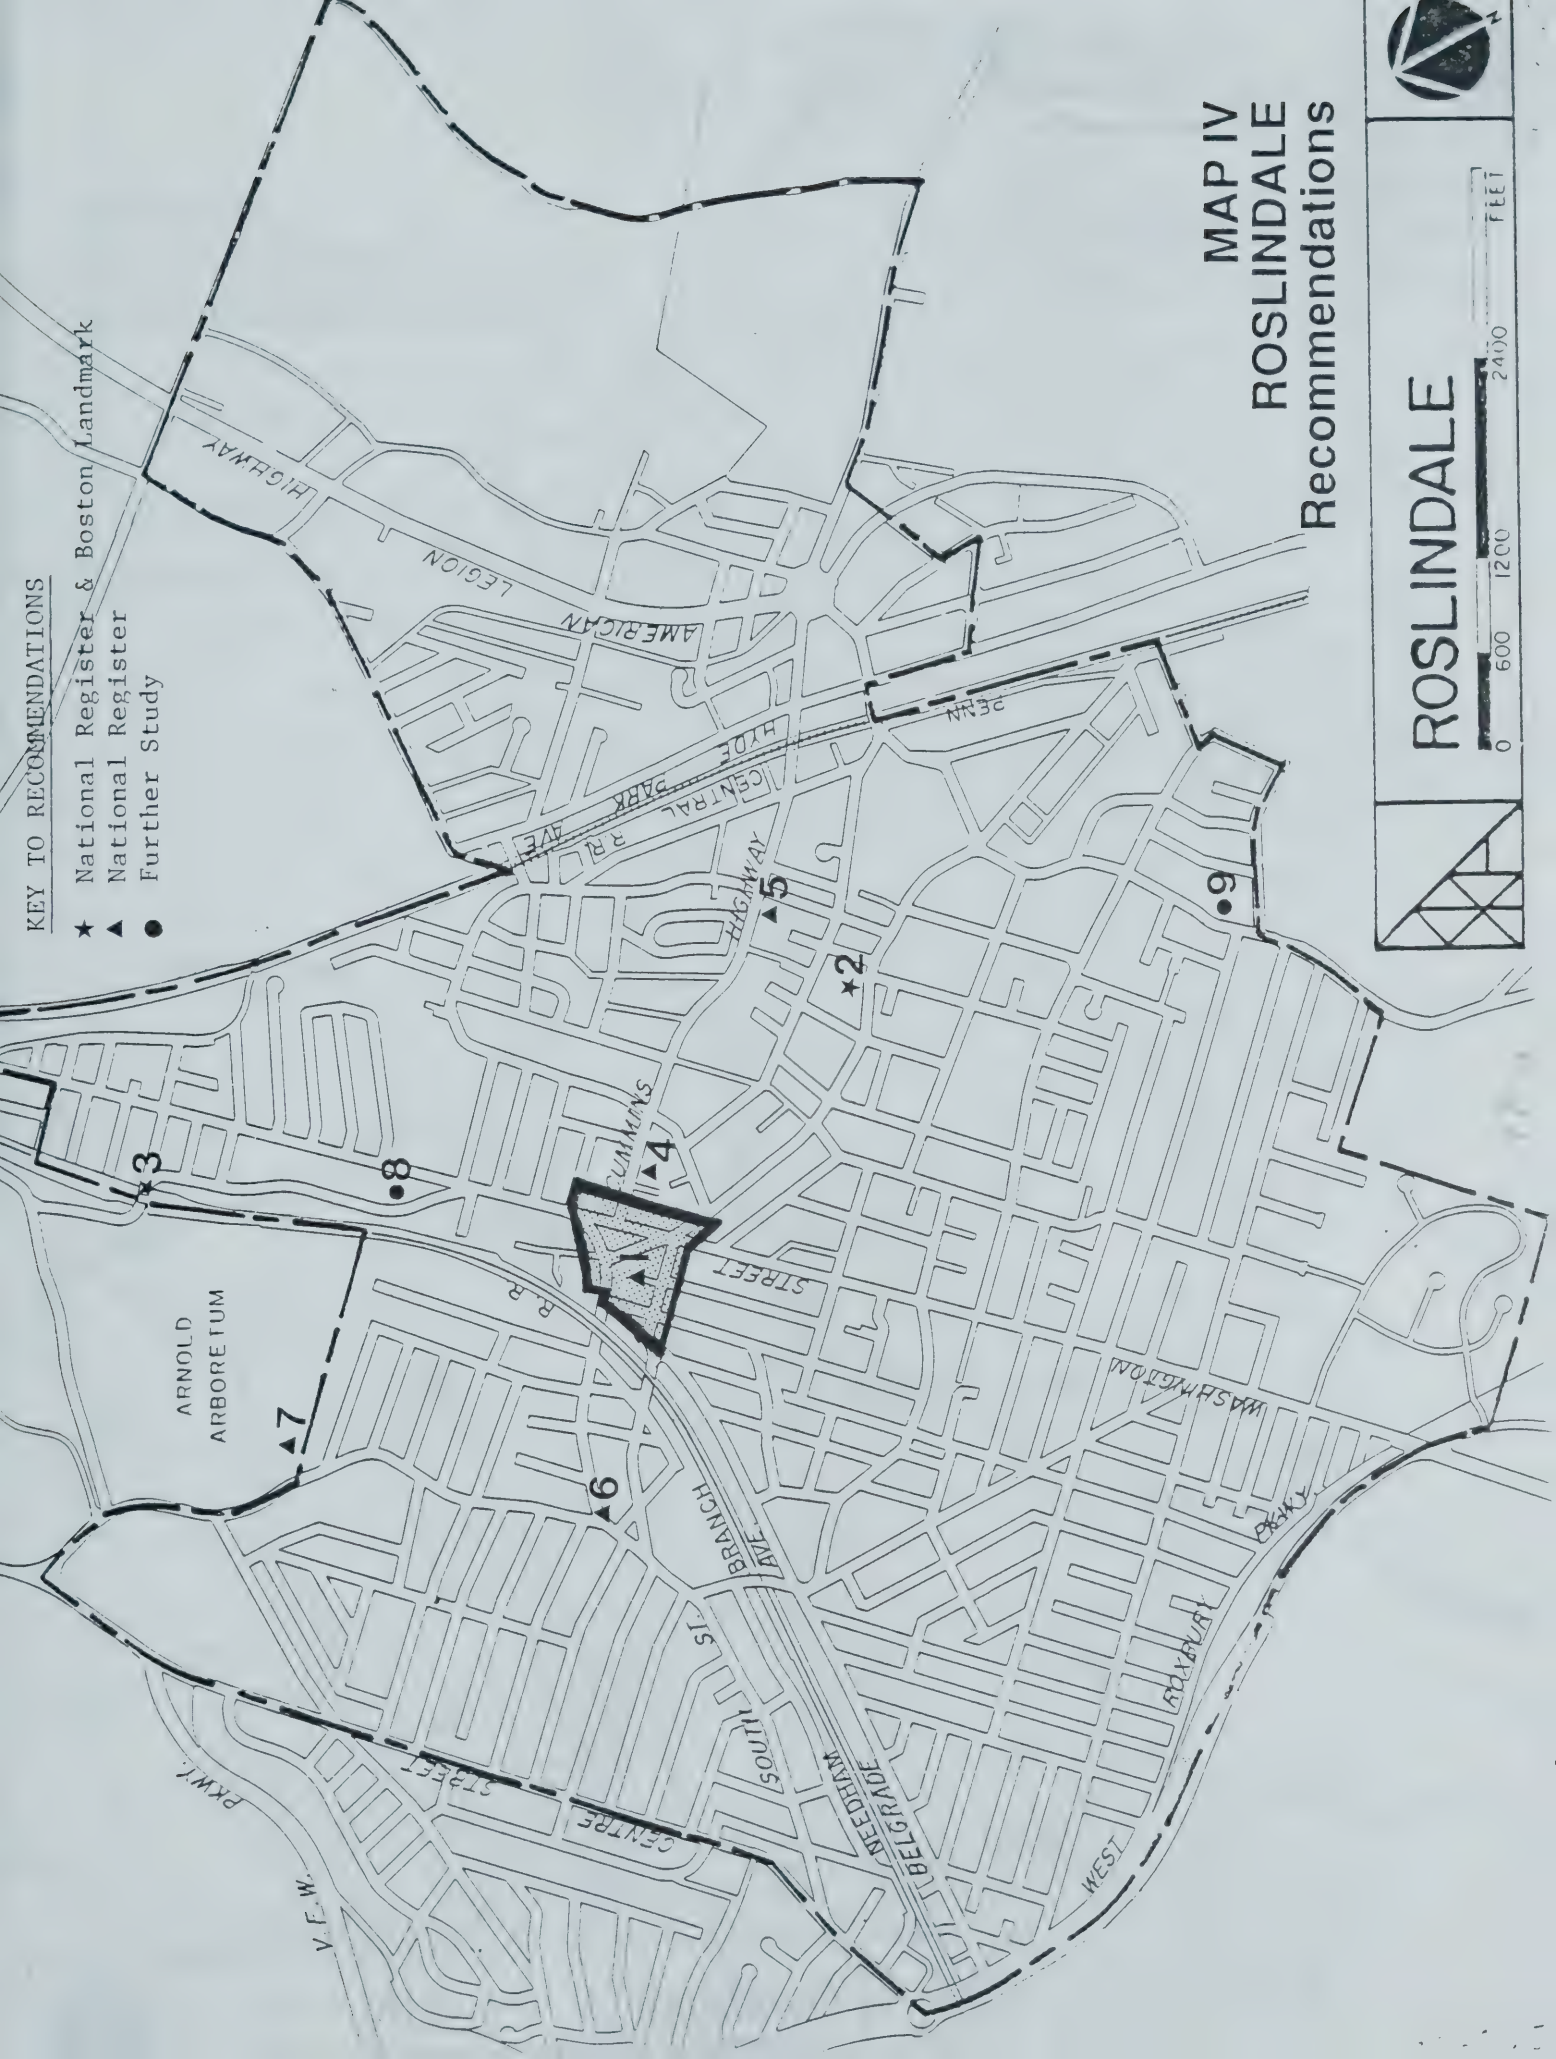 KEY TO RECOMMENDATIONS
★ National Register & Boston Landmark
▲ National Register
● Further Study
MAP IV
ROSLINDALE
Recommendations
ROSLINDALE
0 600 1200 2400 FEET
N
ARNOLD
ARBORETUM
AMERICAN
LEGION
HIGHWAY
HYDE
PARK
AVE
PENN
CENTRAL
R.R.
CUMMINS
HIGHWAY
WASHINGTON
STREET
R.R.
NEEDHAM
BRANCH
BELGRADE
AVE.
SOUTH
ST.
CENTRE
STREET
V.F.W.
PKWY
WEST
ROXBURY
PKWY
▲1
★2
★3
▲4
▲5
▲6
▲7
●8
●9